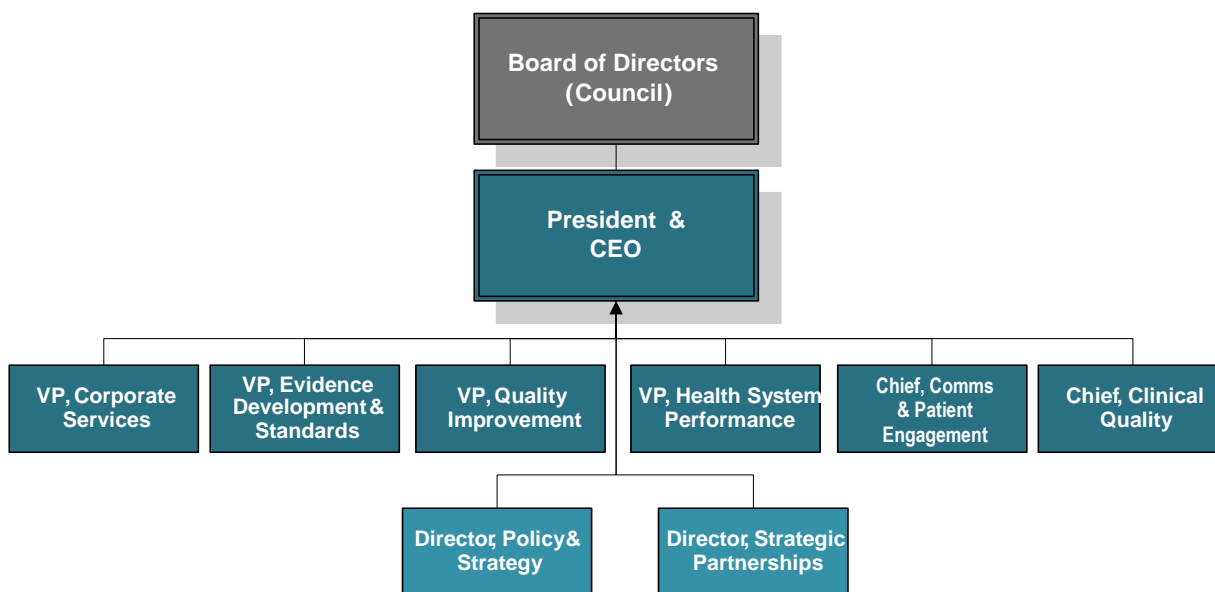 Board of Directors
(Council)
President &
CEO
VP, Corporate
Services
VP, Evidence
Development &
Standards
VP, Quality
Improvement
VP, Health System
Performance
Chief, Comms
& Patient
Engagement
Chief, Clinical
Quality
Director, Policy &
Strategy
Director, Strategic
Partnerships